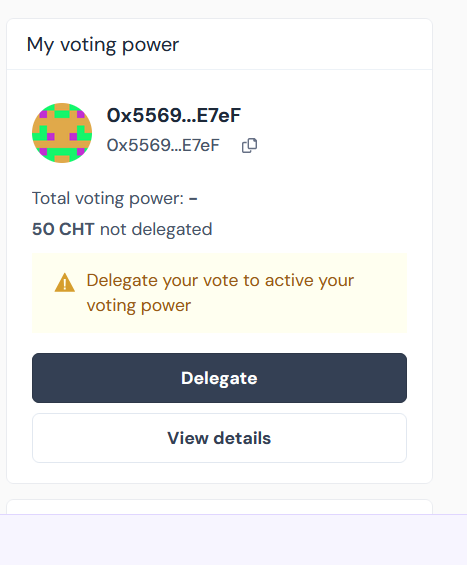 My voting power
0x5569...E7eF
0x5569...E7eF
Total voting power: -
50 CHT not delegated
Delegate your vote to active your
voting power
Delegate
View details